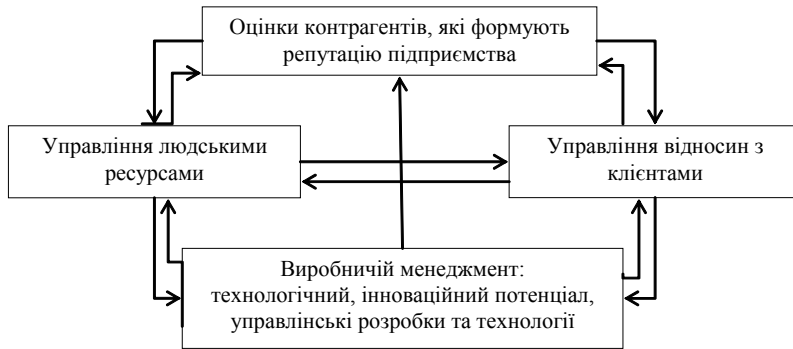 Оцінки контрагентів, які формують
репутацію підприємства
Управління людськими
ресурсами
Управління відносин з
клієнтами
Виробничій менеджмент:
технологічний, інноваційний потенціал,
управлінські розробки та технології